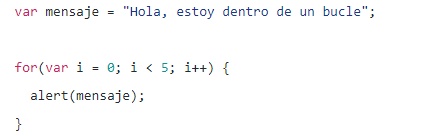 var mensaje = "Hola, estoy dentro de un bucle";
for(var i = 0; i < 5; i++) {
alert(mensaje);
}